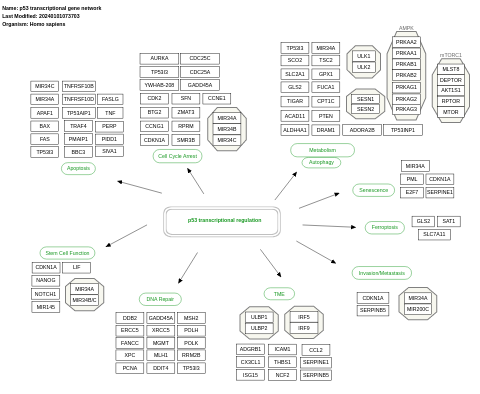 Name: p53 transcriptional gene network
Last Modified: 20240101073703
Organism: Homo sapiens
MIR34C TNFRSF10B
MIR34A TNFRSF10D FASLG
APAF1 TP53AIP1 TNF
BAX TRAF4 PERP
FAS PMAIP1 PIDD1
TP53I3 BBC3 SIVA1
Apoptosis
AURKA CDC25C
TP53I3 CDC25A
YWHAB-208 GADD45A
CDK2 SFN CCNE1
BTG2 ZMAT3
CCNG1 RPRM
CDKN1A SMR3B
MIR34A
MIR34B
MIR34C
Cell Cycle Arrest
TP53I3 MIR34A
SCO2 TSC2
SLC2A1 GPX1
GLS2 FUCA1
TIGAR CPT1C
ACAD11 PTEN
ALDH4A1 DRAM1 ADORA2B TP53INP1
ULK1
ULK2
SESN1
SESN2
AMPK
PRKAA2
PRKAA1
PRKAB1
PRKAB2
PRKAG1
PRKAG2
PRKAG3
mTORC1
MLST8
DEPTOR
AKT1S1
RPTOR
MTOR
Metabolism
Autophagy
Senescence
MIR34A
PML CDKN1A
E2F7 SERPINE1
p53 transcriptional regulation
Ferroptosis
GLS2 SAT1
SLC7A11
Invasion/Metastasis
CDKN1A
SERPINB5
MIR34A
MIR200C
Stem Cell Function
CDKN1A LIF
NANOG
NOTCH1
MIR145
MIR34A
MIR34B/C
DNA Repair
DDB2 GADD45A MSH2
ERCC5 XRCC5 POLH
FANCC MGMT POLK
XPC MLH1 RRM2B
PCNA DDIT4 TP53I3
TME
ULBP1
ULBP2
IRF5
IRF9
ADGRB1 ICAM1 CCL2
CX3CL1 THBS1 SERPINE1
ISG15 NCF2 SERPINB5